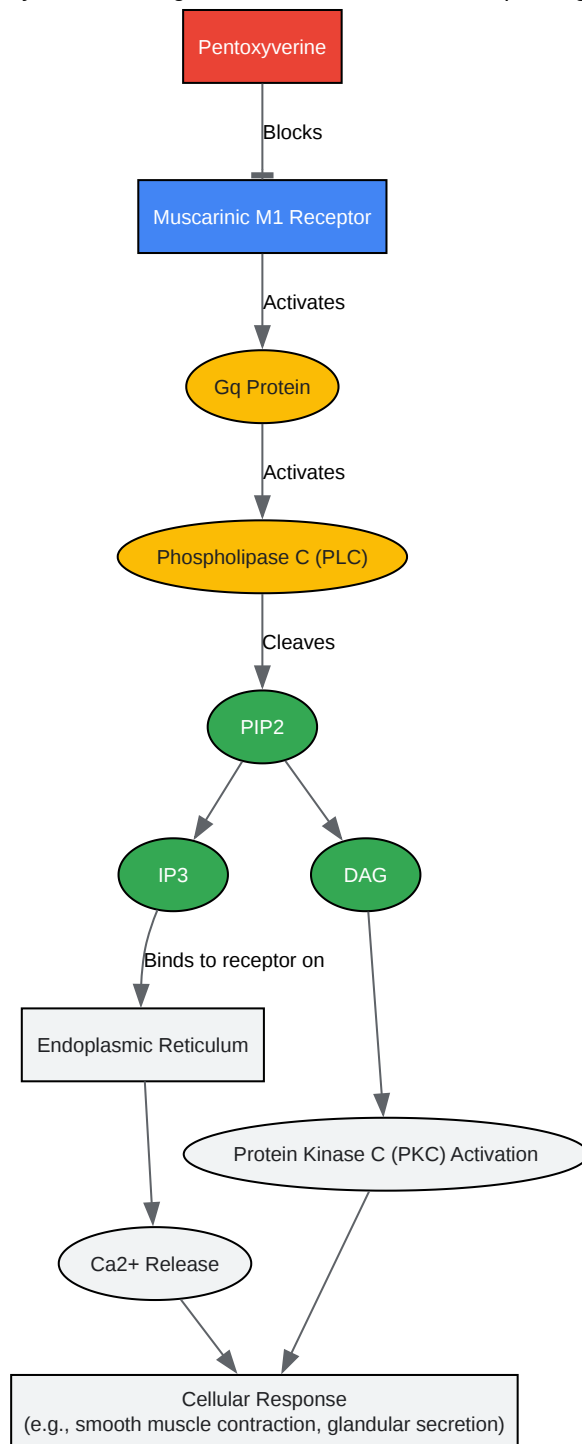 Pentoxyverine
Blocks
Muscarinic M1 Receptor
Activates
Gq Protein
Activates
Phospholipase C (PLC)
Cleaves
PIP2
IP3
DAG
Binds to receptor on
Endoplasmic Reticulum
Protein Kinase C (PKC) Activation
Ca2+ Release
Cellular Response
(e.g., smooth muscle contraction, glandular secretion)